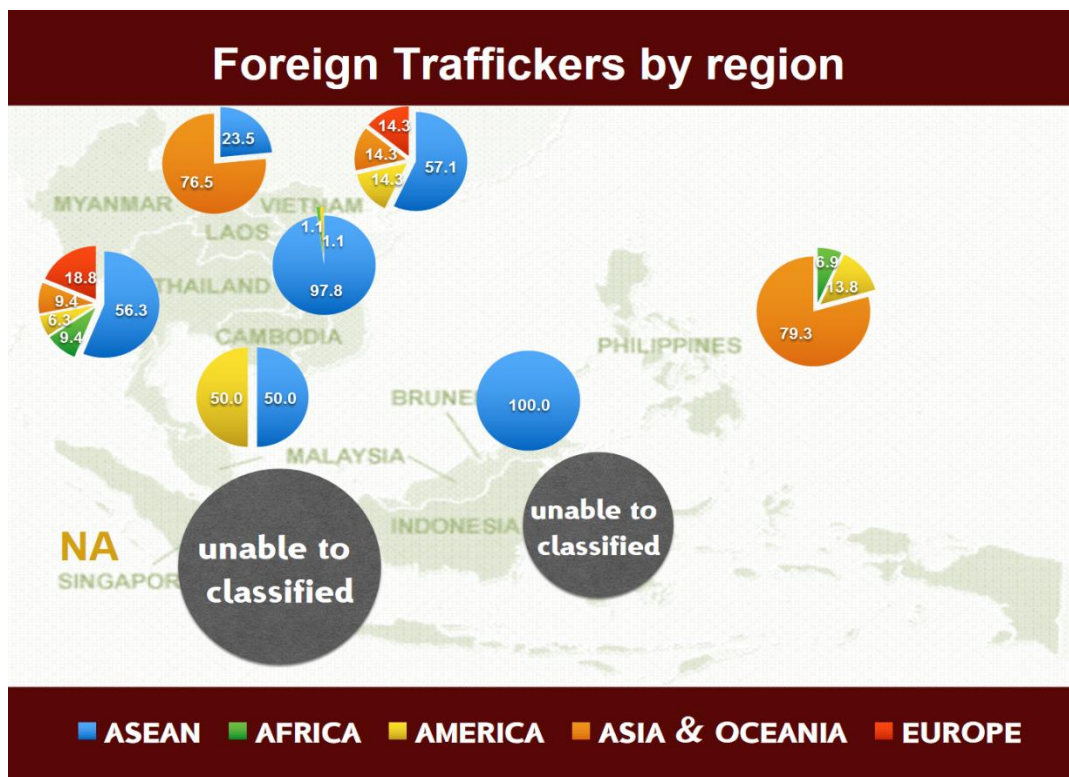 Foreign Traffickers by region
23.5
76.5
14.3
14.3
14.3
57.1
MYANMAR
VIETNAM
LAOS
1.1
1.1
97.8
THAILAND
18.8
9.4
6.3
9.4
56.3
CAMBODIA
PHILIPPINES
6.9
13.8
79.3
50.0
50.0
BRUNE
100.0
MALAYSIA
unable to
classified
INDONESIA
unable to
classified
NA
SINGAPOR
ASEAN AFRICA AMERICA ASIA & OCEANIA EUROPE